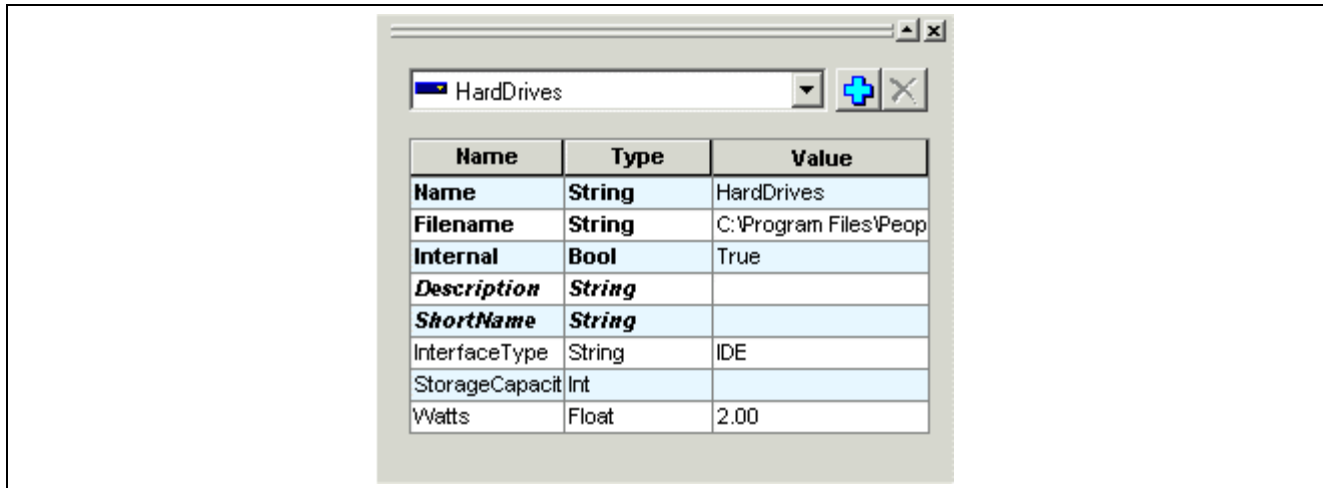 HardDrives
Name Type Value
Name String HardDrives
Filename String C:\Program Files\Peop
Internal Bool True
Description String
ShortName String
InterfaceType String IDE
StorageCapacit Int
Watts Float 2.00